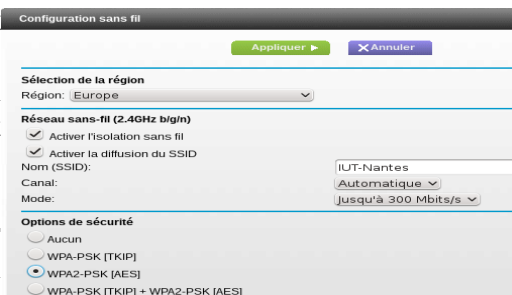 Configuration sans fil
Appliquer ► XAnnuler
Sélection de la région
Région: Europe
Réseau sans-fil (2.4GHz b/g/n)
Activer l'isolation sans fil
Activer la diffusion du SSID
Nom (SSID): IUT-Nantes
Canal: Automatique
Mode: Jusqu'à 300 Mbits/s
Options de sécurité
Aucun
WPA-PSK [TKIP]
WPA2-PSK [AES]
WPA-PSK [TKIP] + WPA2-PSK [AES]